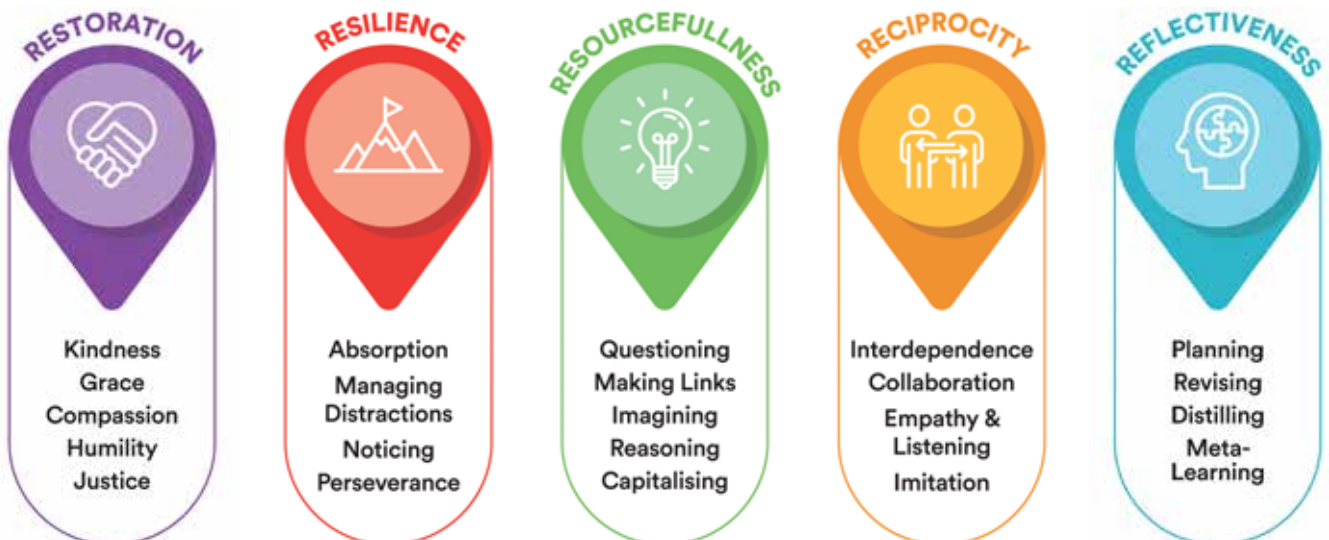 RESTORATION
Kindness
Grace
Compassion
Humility
Justice
RESILIENCE
Absorption
Managing
Distractions
Noticing
Perseverance
RESOURCEFULLNESS
Questioning
Making Links
Imagining
Reasoning
Capitalising
RECIPROCITY
Interdependence
Collaboration
Empathy &
Listening
Imitation
REFLECTIVENESS
Planning
Revising
Distilling
Meta-
Learning